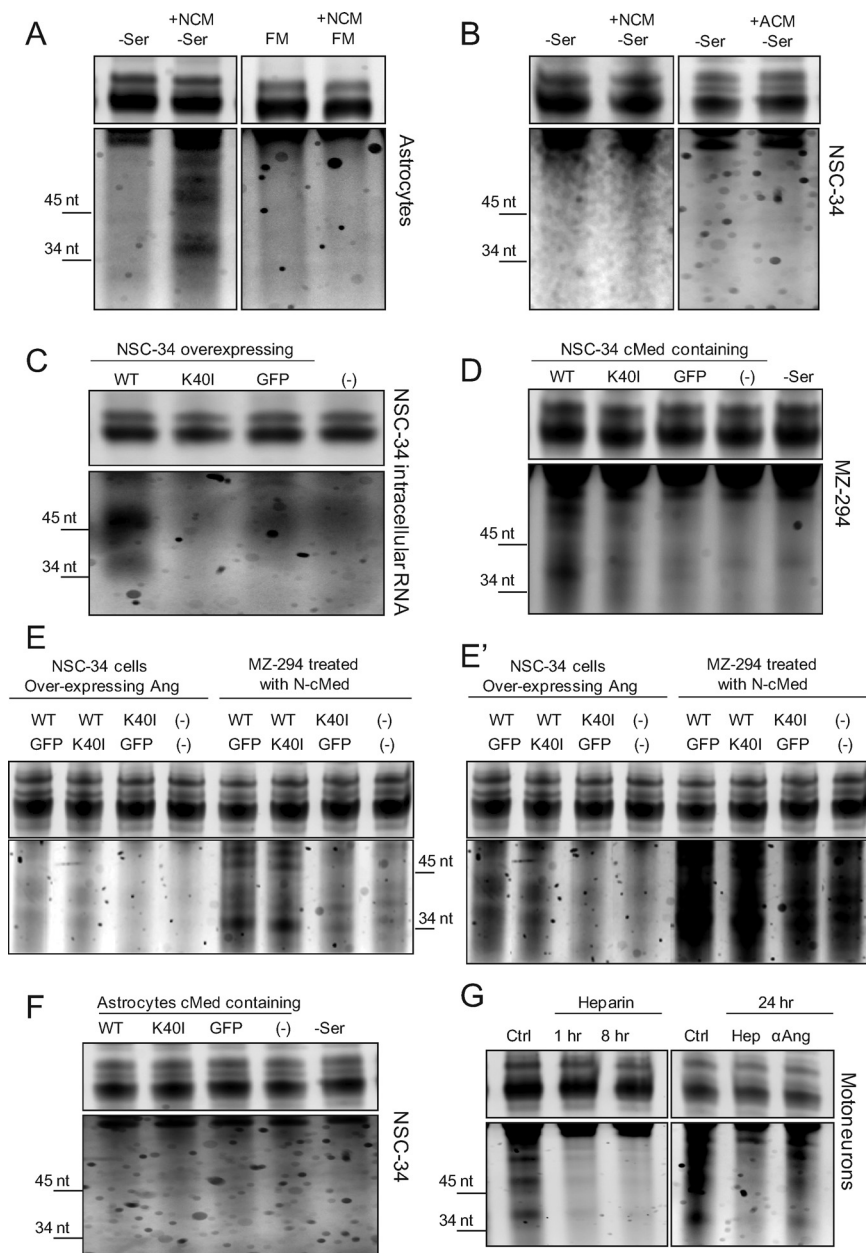 A
+NCM
+NCM
-Ser
-Ser
FM
FM
45 nt
34 nt
Astrocytes
B
+NCM
+ACM
-Ser
-Ser
-Ser
-Ser
45 nt
34 nt
NSC-34
C
NSC-34 overexpressing
WT K40I GFP (-)
45 nt
34 nt
NSC-34 intracellular RNA
D
NSC-34 cMed containing
WT K40I GFP (-) -Ser
45 nt
34 nt
MZ-294
E
NSC-34 cells
Over-expressing Ang
MZ-294 treated
with N-cMed
WT WT K40I (-) WT WT K40I (-)
GFP K40I GFP (-) GFP K40I GFP (-)
45 nt
34 nt
E'
NSC-34 cells
Over-expressing Ang
MZ-294 treated
with N-cMed
WT WT K40I (-) WT WT K40I (-)
GFP K40I GFP (-) GFP K40I GFP (-)
F
Astrocytes cMed containing
WT K40I GFP (-) -Ser
45 nt
34 nt
NSC-34
G
Heparin
24 hr
Ctrl 1 hr 8 hr Ctrl Hep αAng
45 nt
34 nt
Motoneurons